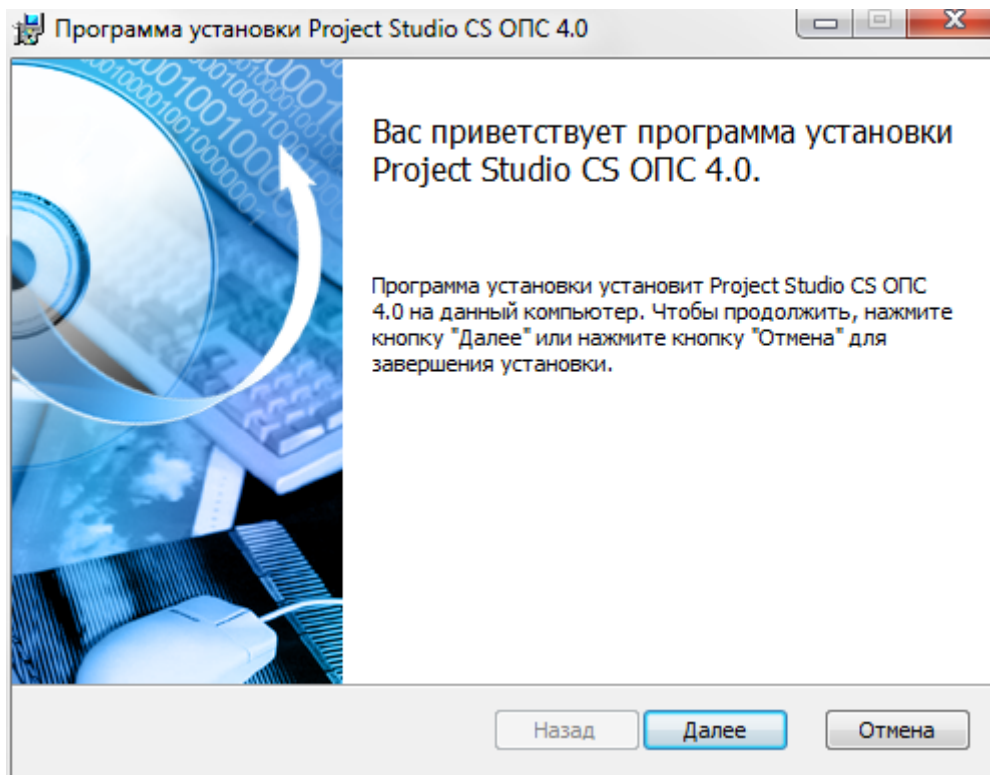 Программа установки Project Studio CS ОПС 4.0
Вас приветствует программа установки
Project Studio CS ОПС 4.0.
Программа установки установит Project Studio CS ОПС
4.0 на данный компьютер. Чтобы продолжить, нажмите
кнопку "Далее" или нажмите кнопку "Отмена" для
завершения установки.
Назад Далее Отмена